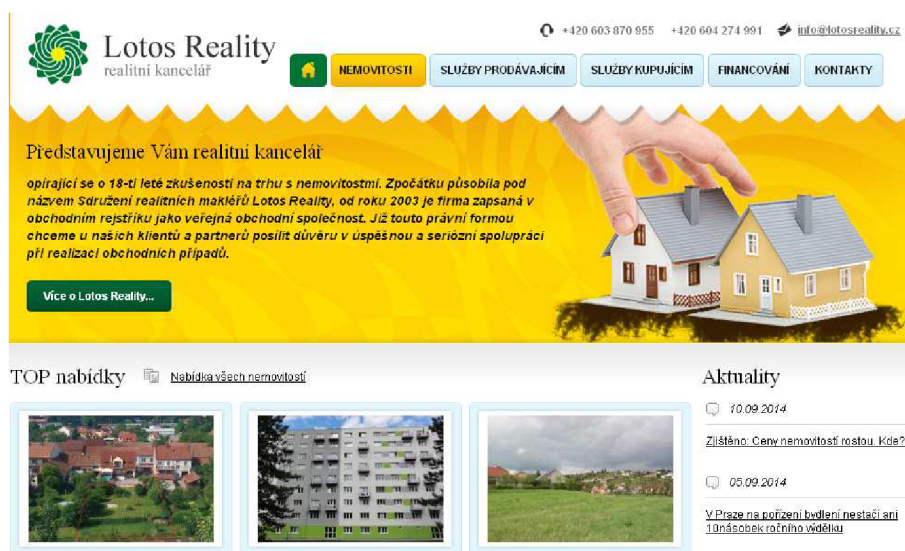 +420 603 870 955 +420 604 274 991 info@lotosreality.cz
Lotos Reality
realitní kancelář
NEMOVITOSTI SLUŽBY PRODÁVAJÍCÍM SLUŽBY KUPUJÍCÍM FINANCOVÁNÍ KONTAKTY
Představujeme Vám realitní kancelář
opírající se o 18-ti leté zkušenosti na trhu s nemovitostmi. Zpočátku působila pod
názvem Sdružení realitních makléřů Lotos Reality, od roku 2003 je firma zapsaná v
obchodním rejstříku jako veřejná obchodní společnost. Již touto právní formou
chceme u našich klientů a partnerů posílit důvěru v úspěšnou a seriózní spolupráci
při realizaci obchodních případů.
Více o Lotos Reality...
TOP nabídky Nabídka všech nemovitostí
Aktuality
10.09.2014
Zjištěno: Ceny nemovitostí rostou. Kde?
05.09.2014
V Praze na pořízení bydlení nestačí ani
10násobek ročního výdělku